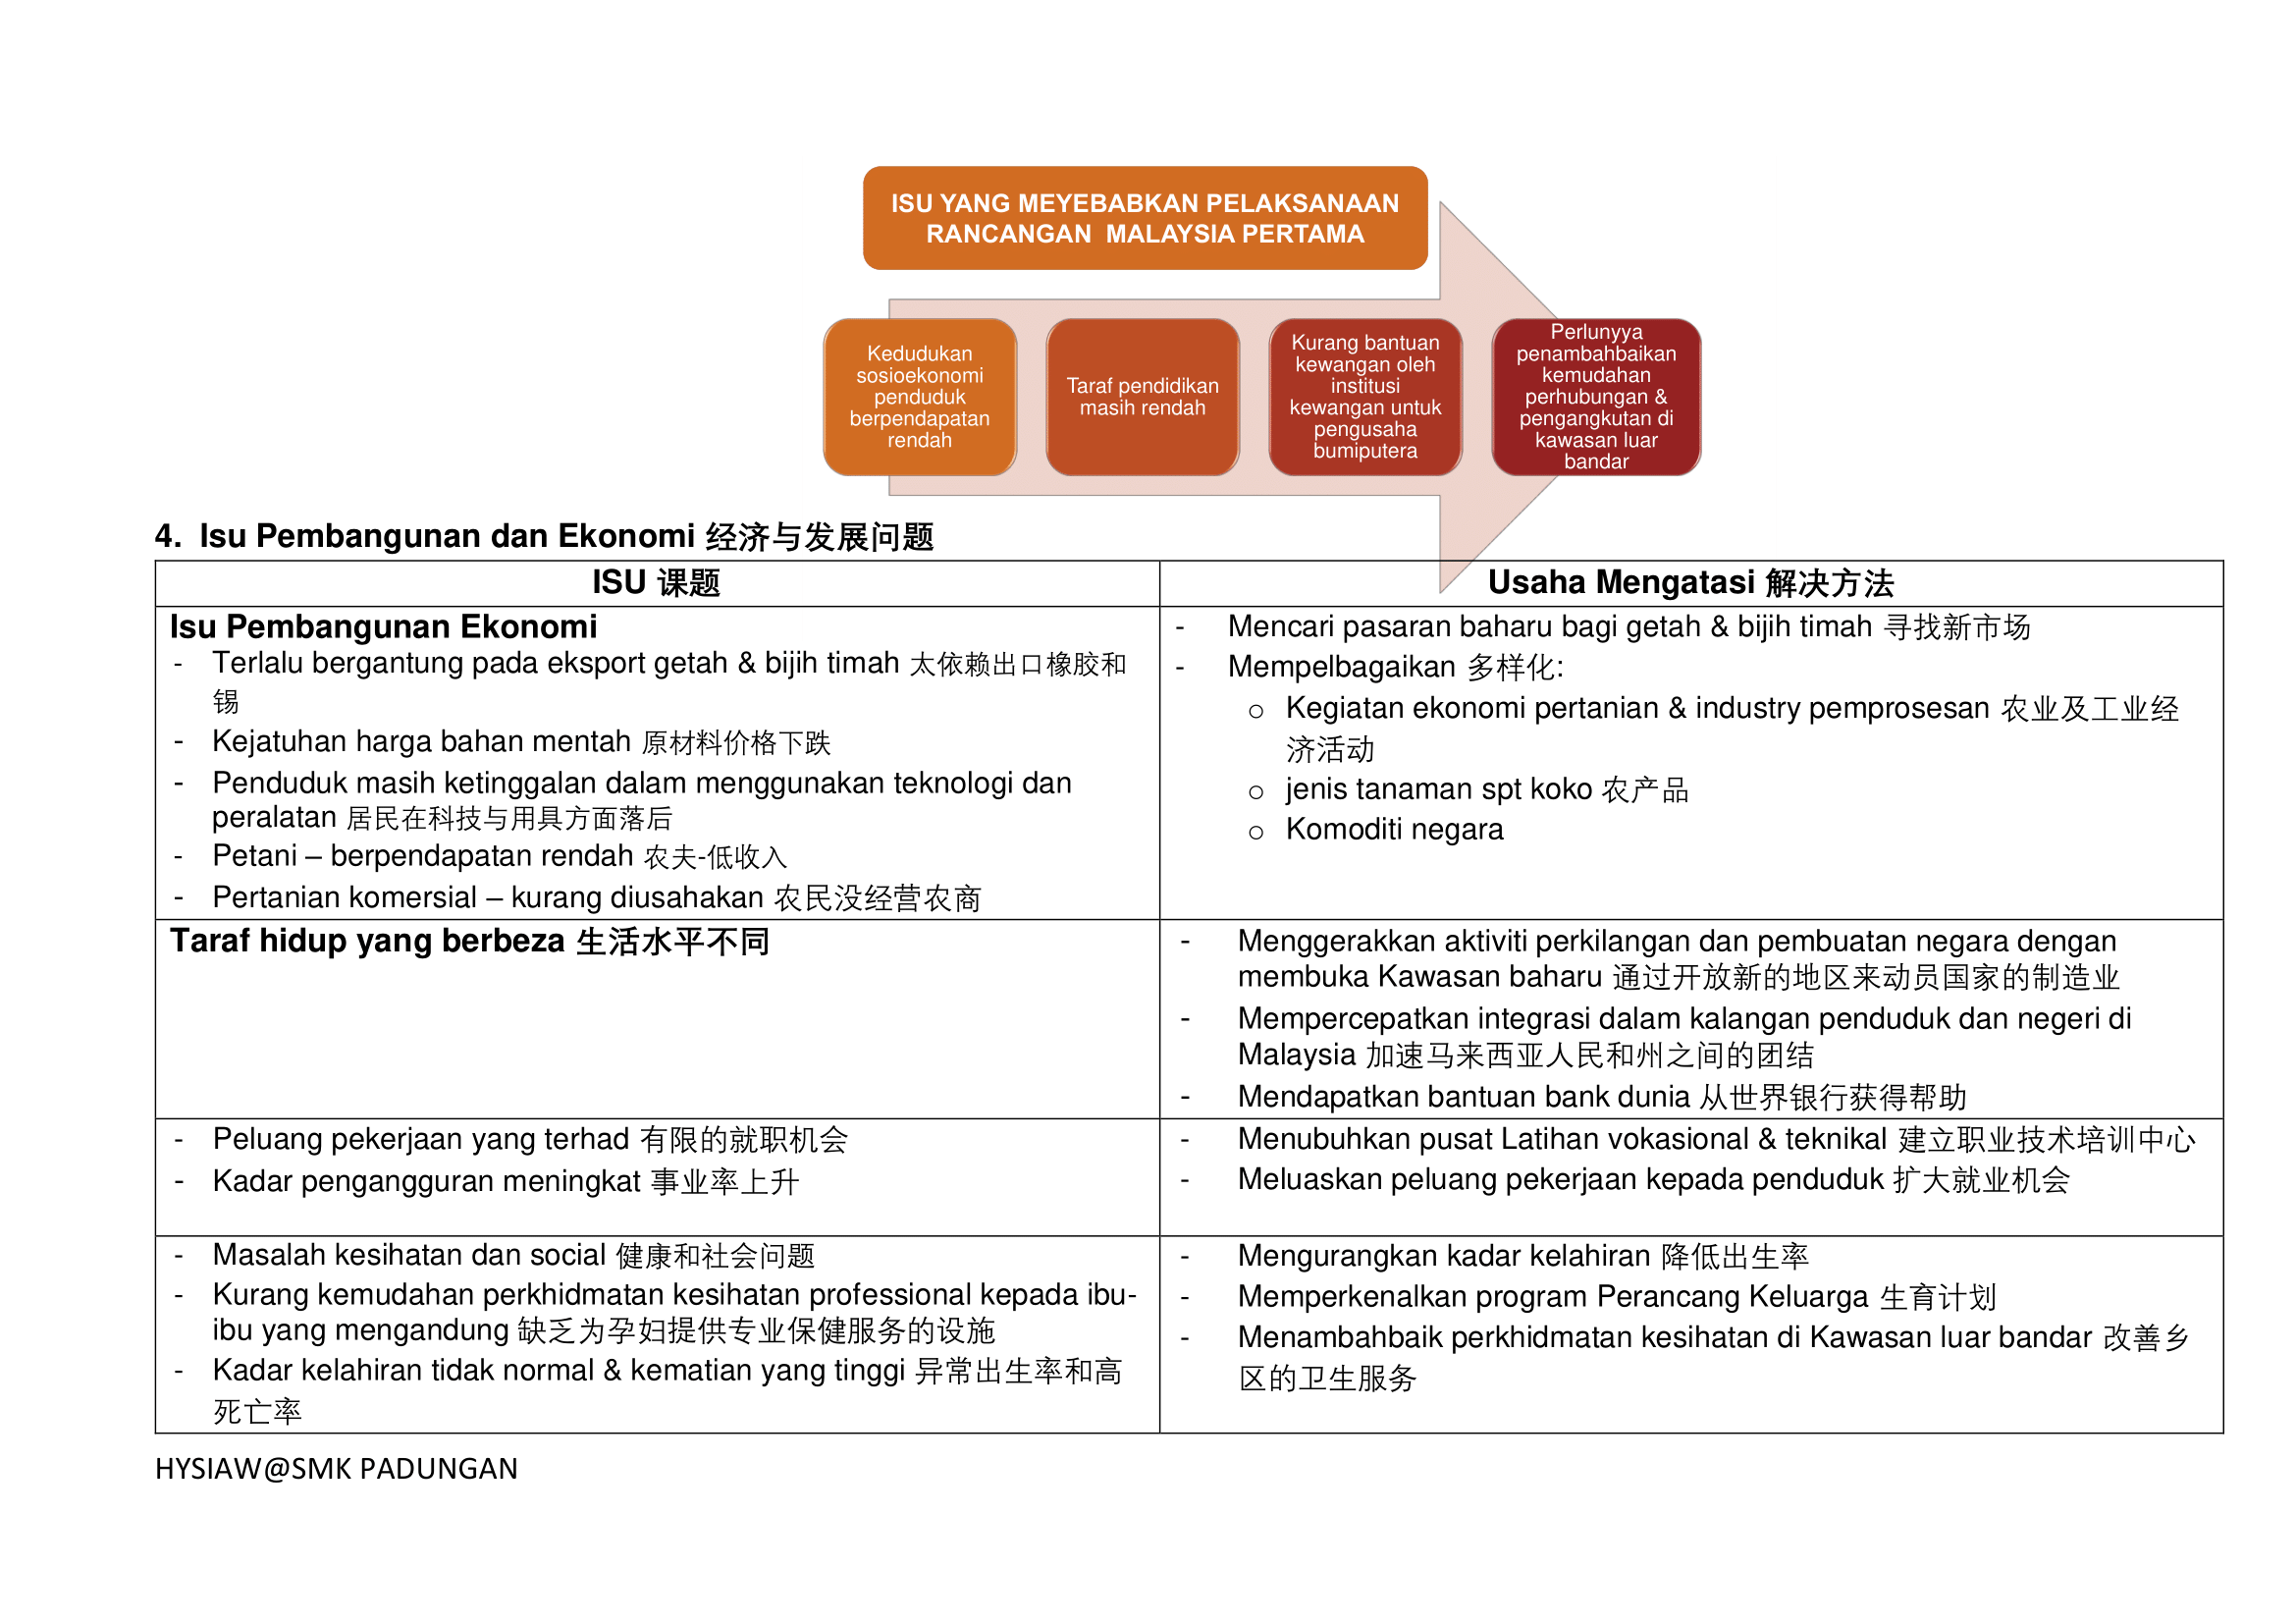 ISU YANG MEYEBABKAN PELAKSANAAN
RANCANGAN  MALAYSIA PERTAMA
Kedudukan
sosioekonomi
penduduk
berpendapatan
rendah
Taraf pendidikan
masih rendah
Kurang bantuan
kewangan oleh
institusi
kewangan untuk
pengusaha
bumiputera
Perlunyya
penambahbaikan
kemudahan
perhubungan &
pengangkutan di
kawasan luar
bandar
4. Isu Pembangunan dan Ekonomi 经济与发展问题
ISU 课题
Usaha Mengatasi 解决方法
Isu Pembangunan Ekonomi
- Terlalu bergantung pada eksport getah & bijih timah 太依赖出口橡胶和
锡
- Kejatuhan harga bahan mentah 原材料价格下跌
- Penduduk masih ketinggalan dalam menggunakan teknologi dan
peralatan 居民在科技与用具方面落后
- Petani – berpendapatan rendah 农夫-低收入
- Pertanian komersial – kurang diusahakan 农民没经营农商
- Mencari pasaran baharu bagi getah & bijih timah 寻找新市场
- Mempelbagaikan 多样化:
o Kegiatan ekonomi pertanian & industry pemprosesan 农业及工业经
济活动
o jenis tanaman spt koko 农产品
o Komoditi negara
Taraf hidup yang berbeza 生活水平不同
- Menggerakkan aktiviti perkilangan dan pembuatan negara dengan
membuka Kawasan baharu 通过开放新的地区来动员国家的制造业
- Mempercepatkan integrasi dalam kalangan penduduk dan negeri di
Malaysia 加速马来西亚人民和州之间的团结
- Mendapatkan bantuan bank dunia 从世界银行获得帮助
- Peluang pekerjaan yang terhad 有限的就职机会
- Kadar pengangguran meningkat 事业率上升
- Menubuhkan pusat Latihan vokasional & teknikal 建立职业技术培训中心
- Meluaskan peluang pekerjaan kepada penduduk 扩大就业机会
- Masalah kesihatan dan social 健康和社会问题
- Kurang kemudahan perkhidmatan kesihatan professional kepada ibu-
ibu yang mengandung 缺乏为孕妇提供专业保健服务的设施
- Kadar kelahiran tidak normal & kematian yang tinggi 异常出生率和高
死亡率
- Mengurangkan kadar kelahiran 降低出生率
- Memperkenalkan program Perancang Keluarga 生育计划
- Menambahbaik perkhidmatan kesihatan di Kawasan luar bandar 改善乡
区的卫生服务
HYSIAW@SMK PADUNGAN